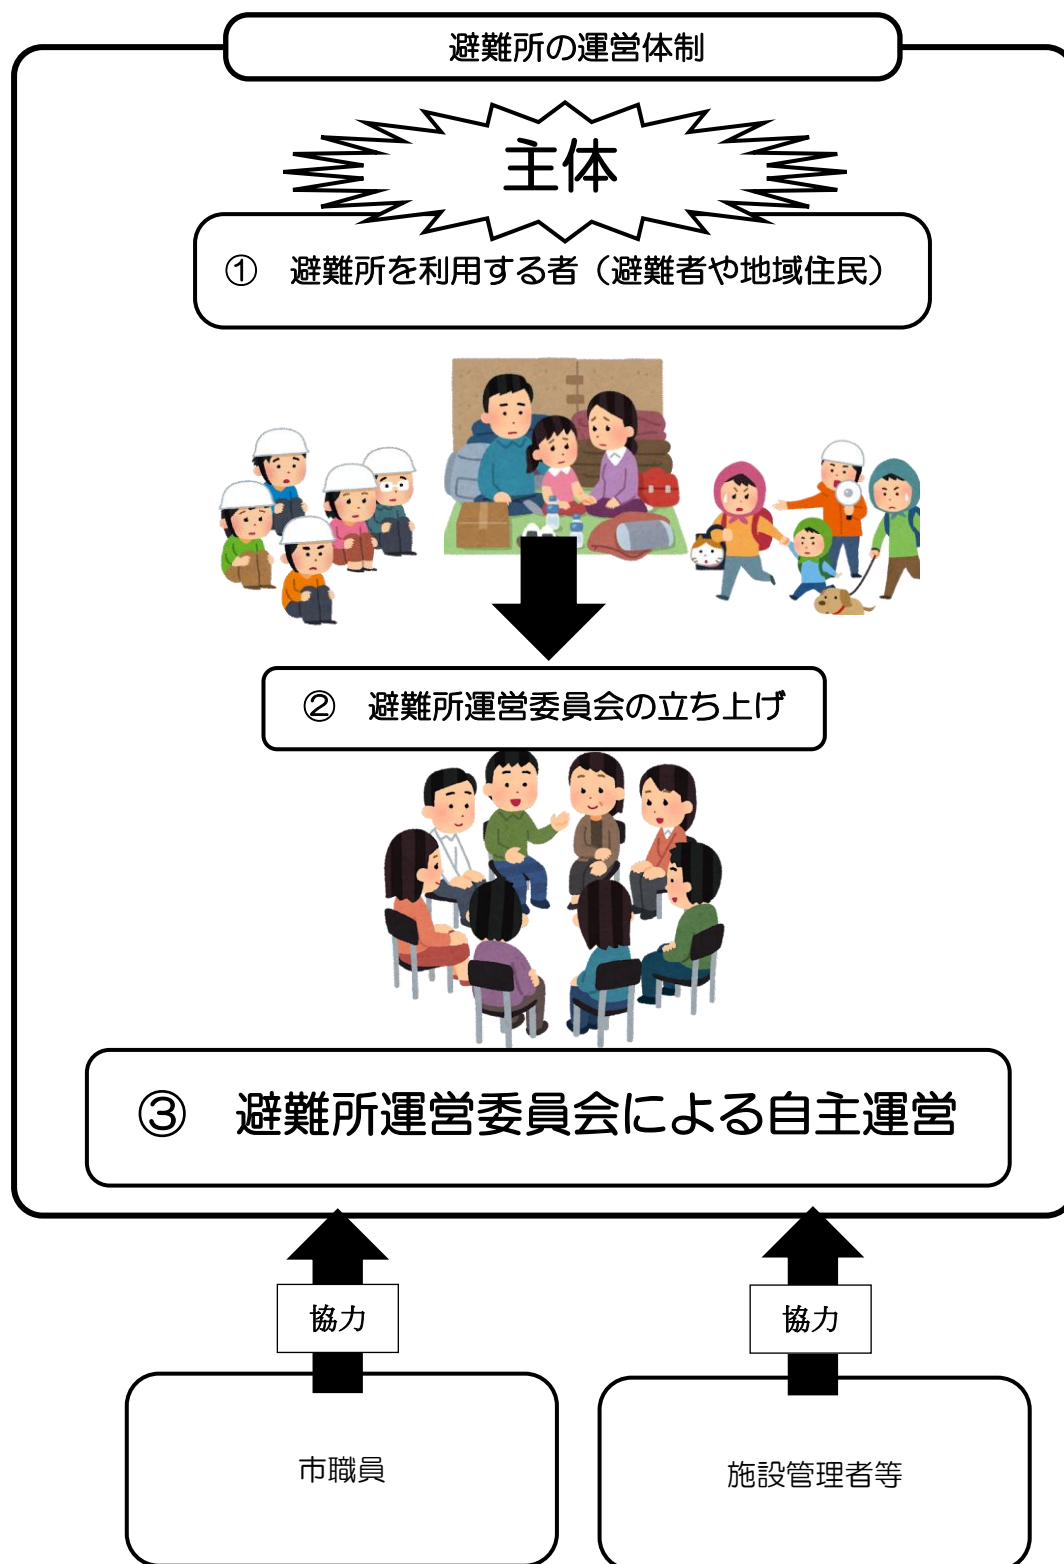 避難所の運営体制
主体
① 避難所を利用する者（避難者や地域住民）
② 避難所運営委員会の立ち上げ
③ 避難所運営委員会による自主運営
協力
協力
市職員
施設管理者等